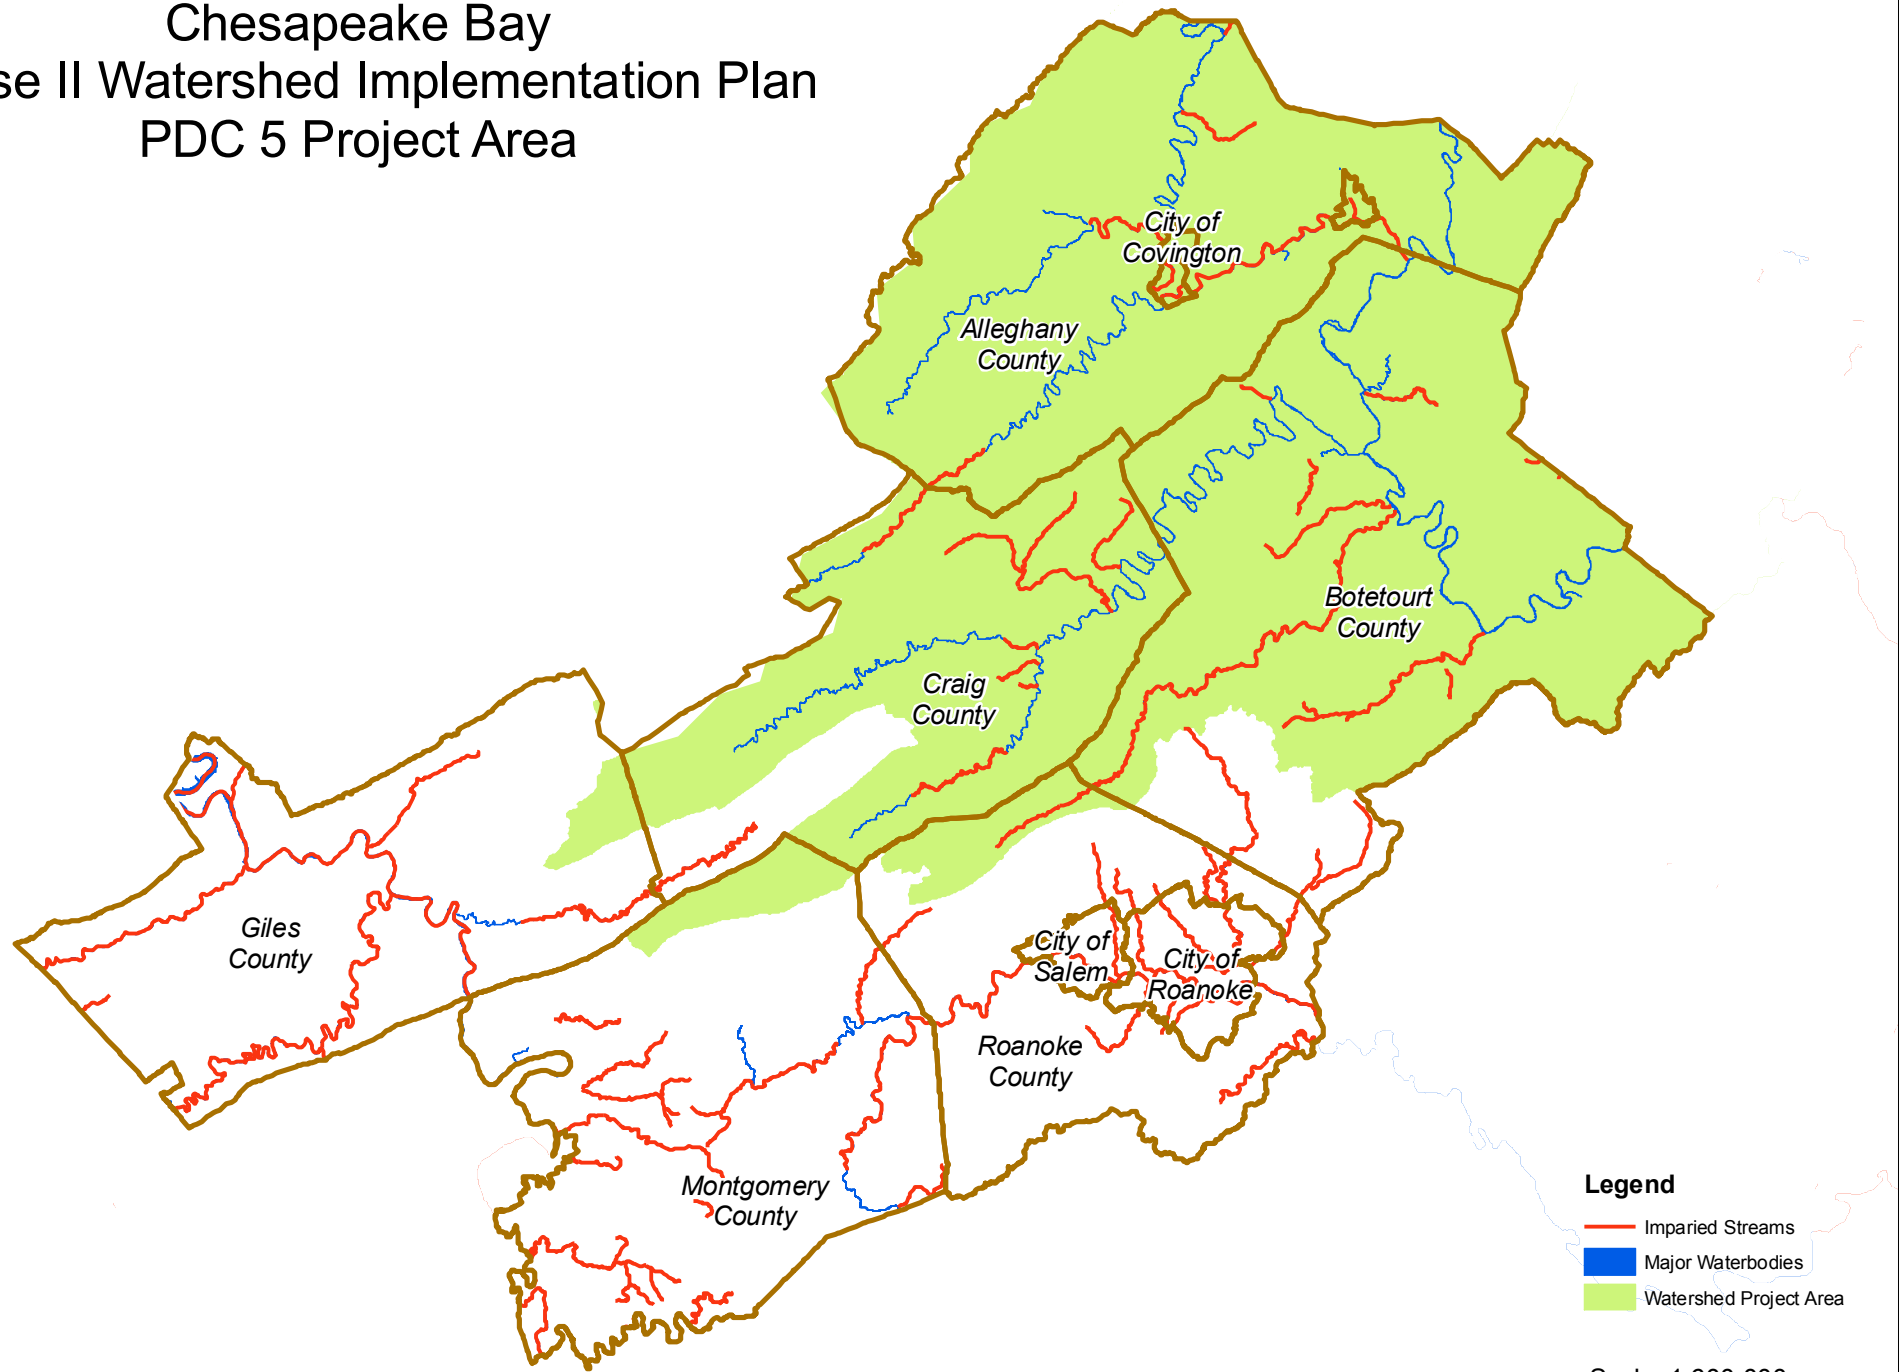 Chesapeake Bay
se II Watershed Implementation Plan
PDC 5 Project Area
City of
Covington
Alleghany
County
Botetourt
County
Craig
County
Giles
County
City of
Salem
City of
Roanoke
Roanoke
County
Montgomery
County
Legend
Imparied Streams
Major Waterbodies
Watershed Project Area